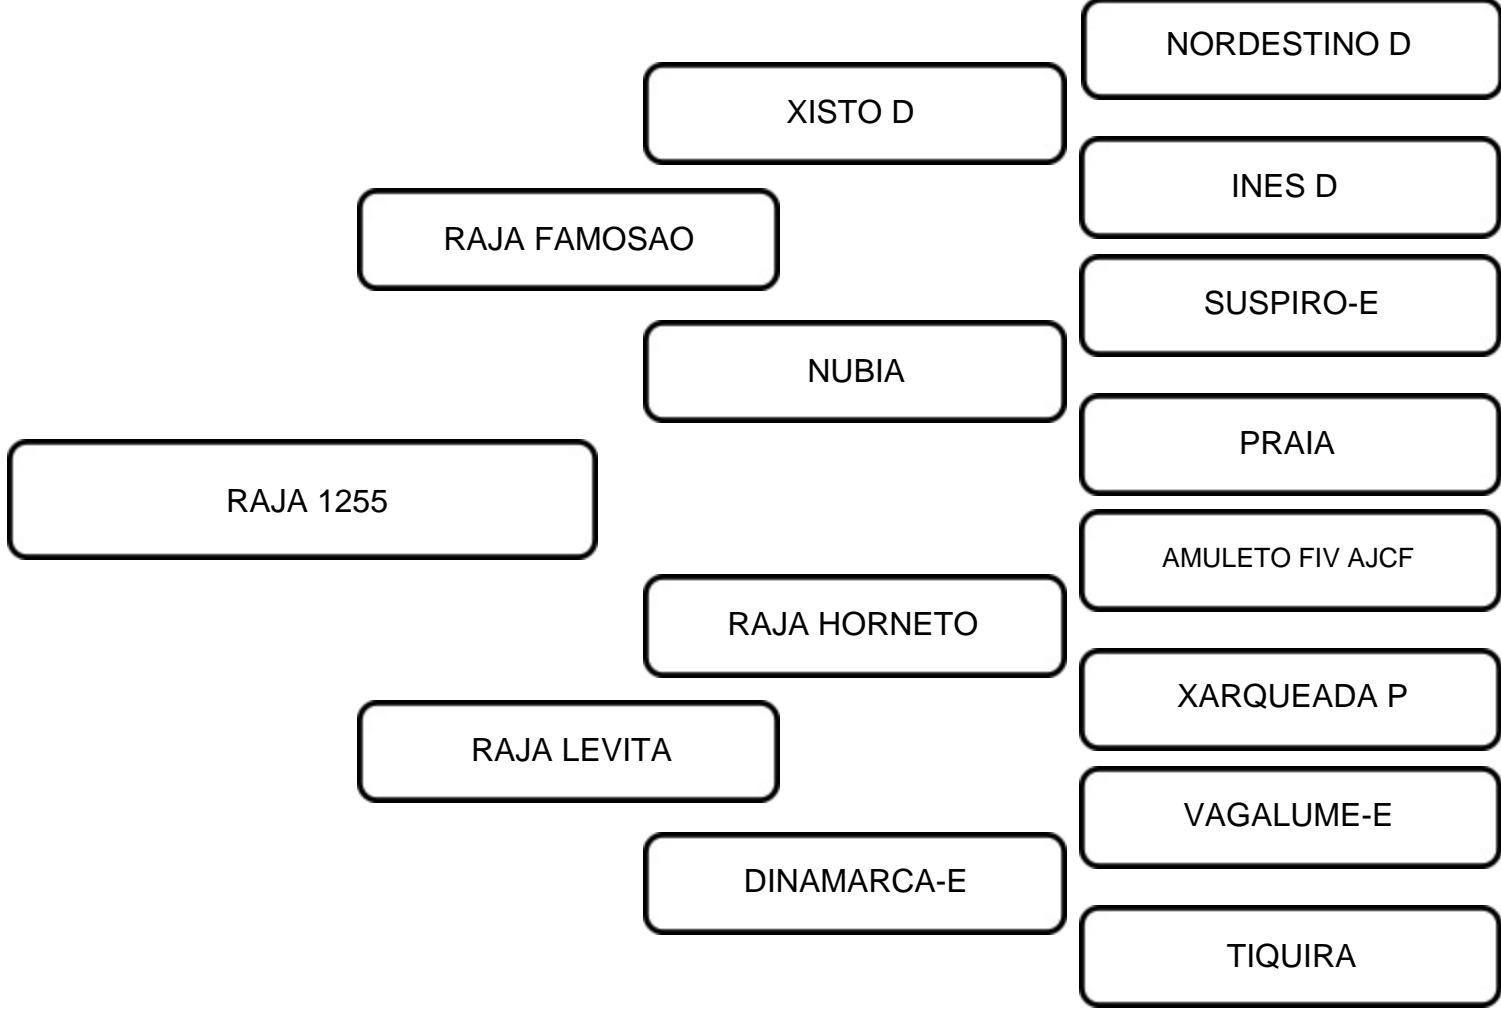 NORDESTINO D
XISTO D
INES D
RAJA FAMOSAO
SUSPIRO-E
NUBIA
PRAIA
RAJA 1255
AMULETO FIV AJCF
RAJA HORNETO
XARQUEADA P
RAJA LEVITA
VAGALUME-E
DINAMARCA-E
TIQUIRA